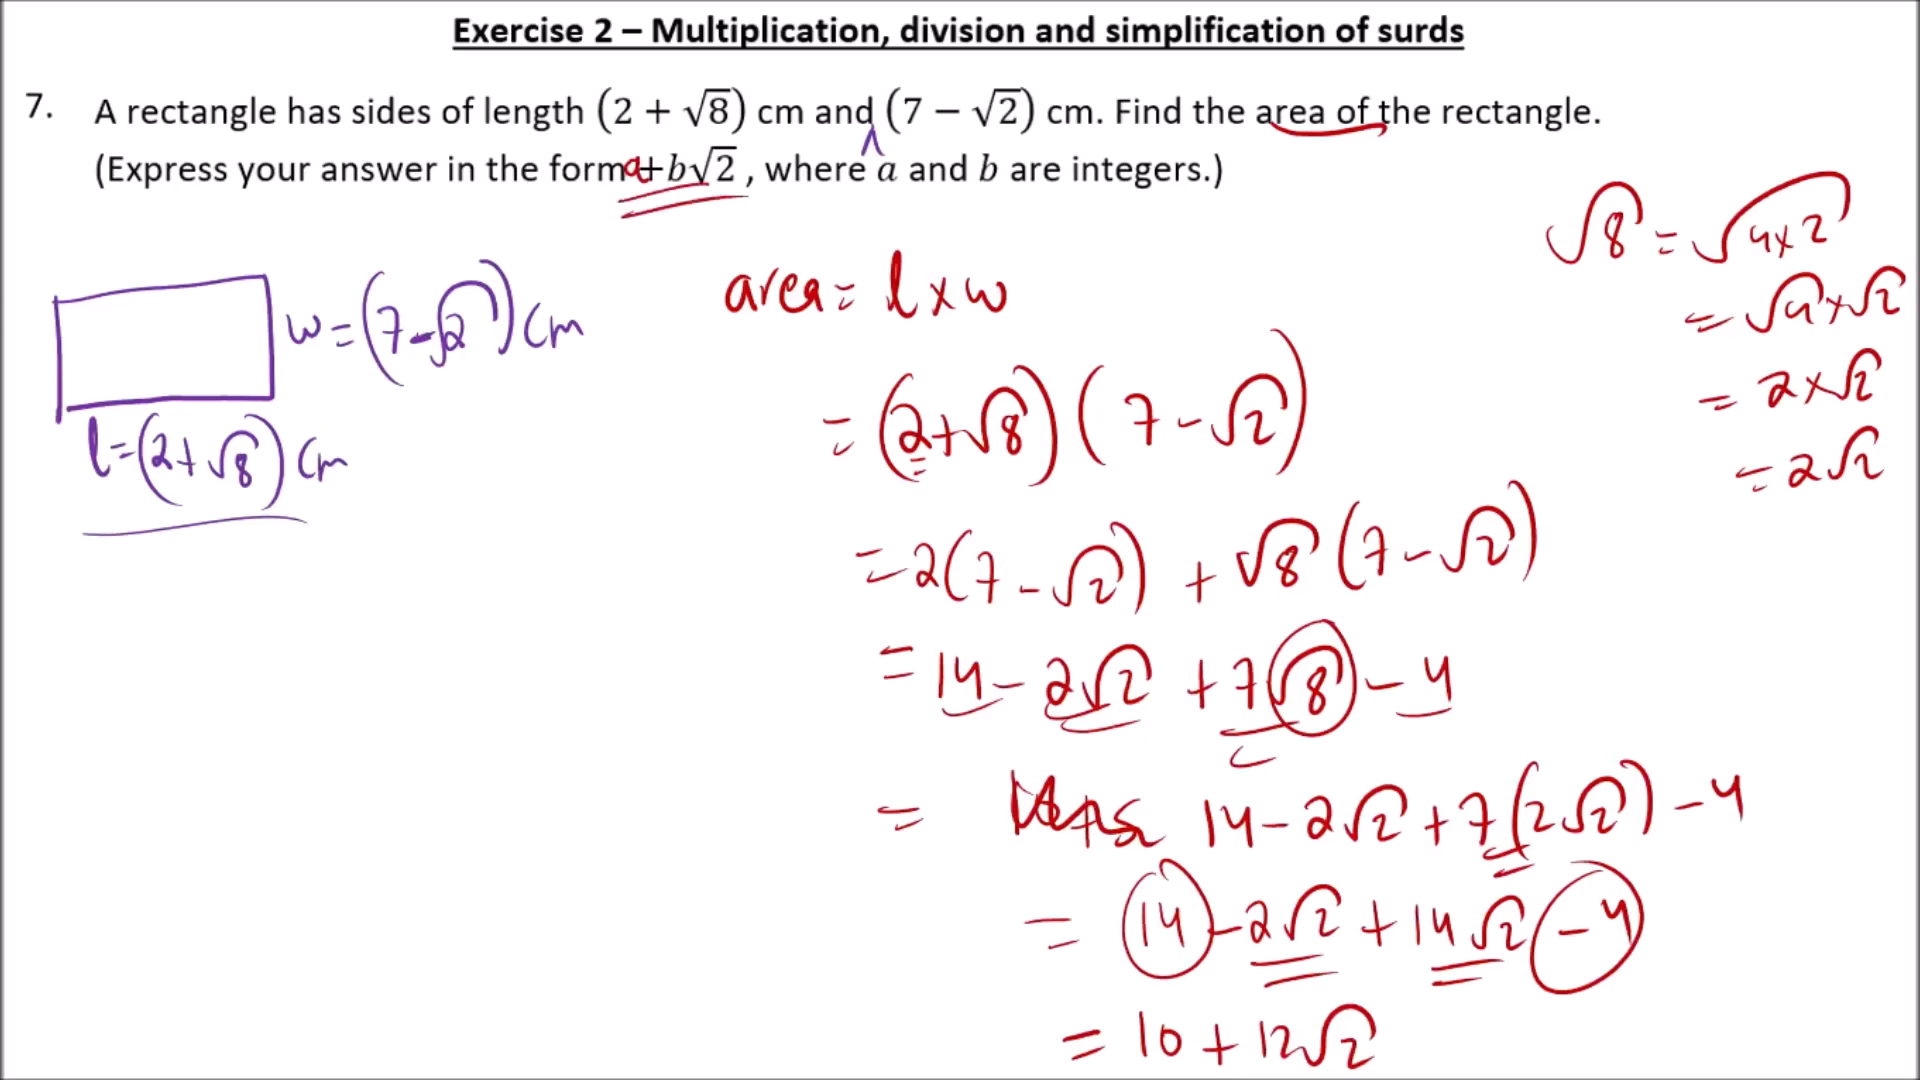 Exercise 2 – Multiplication, division and simplification of surds
7. A rectangle has sides of length (2 + √8) cm and (7 − √2) cm. Find the area of the rectangle.
(Express your answer in the form a+b√2 , where a and b are integers.)
w=(7-√2) cm
l=(2+√8) cm
area= l×w
= (2+√8)(7-√2)
=2(7-√2) + √8(7-√2)
= 14-2√2 +7√8 -4
= 14-2√2+7(2√2)-4
= 14-2√2+14√2-4
= 10+12√2
√8=√4×2
=√4×√2
= 2×√2
=2√2